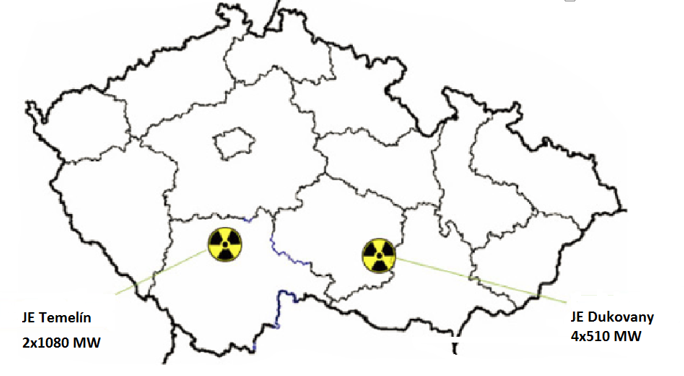 JE Temelín
2x1080 MW
JE Dukovany
4x510 MW